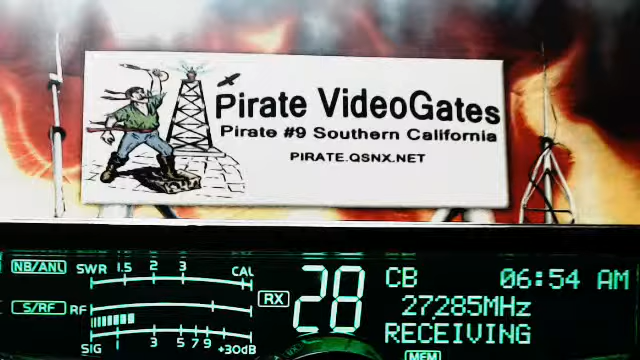 Pirate VideoGates
Pirate #9 Southern California
PIRATE.QSNX.NET
NB/ANL SWR 1.5 2 3 CAL
S/RF RF
SIG 3 5 7 9 +30dB
RX 28
CB 06:54 AM
27285MHz
RECEIVING
MEM